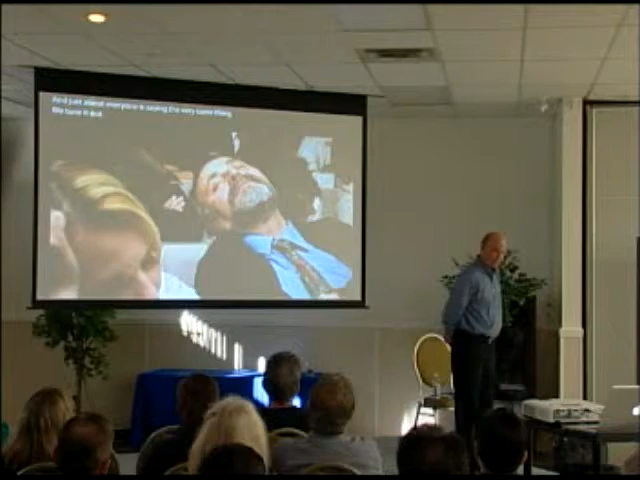 And just about everyone is saying the very same thing.
We tune it out